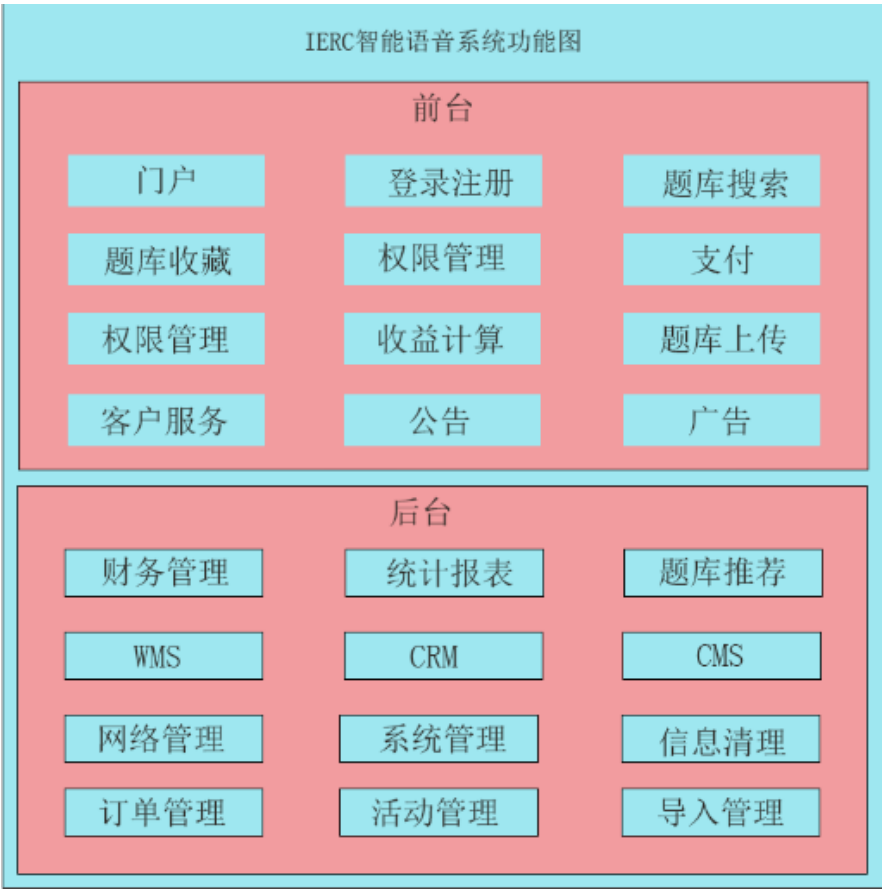 IERC智能语音系统功能图
前台
门户 登录注册 题库搜索
题库收藏 权限管理 支付
权限管理 收益计算 题库上传
客户服务 公告 广告
后台
财务管理 统计报表 题库推荐
WMS CRM CMS
网络管理 系统管理 信息清理
订单管理 活动管理 导入管理